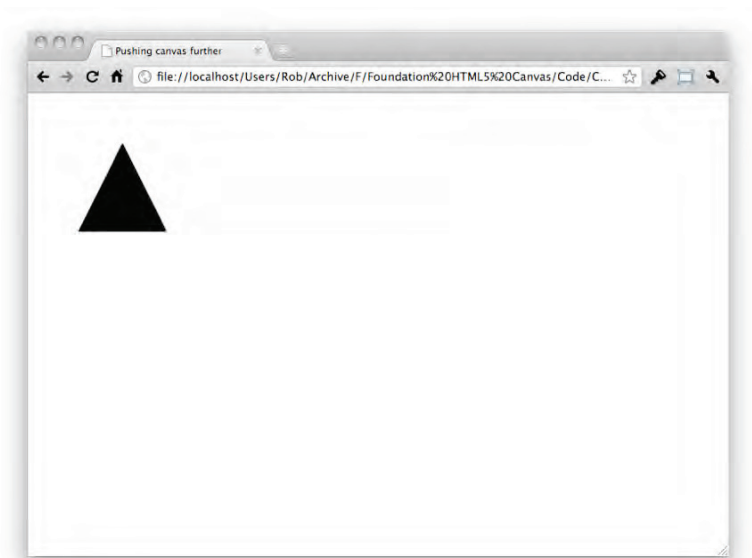 Pushing canvas further
file://localhost/Users/Rob/Archive/F/Foundation%20HTML5%20Canvas/Code/C...